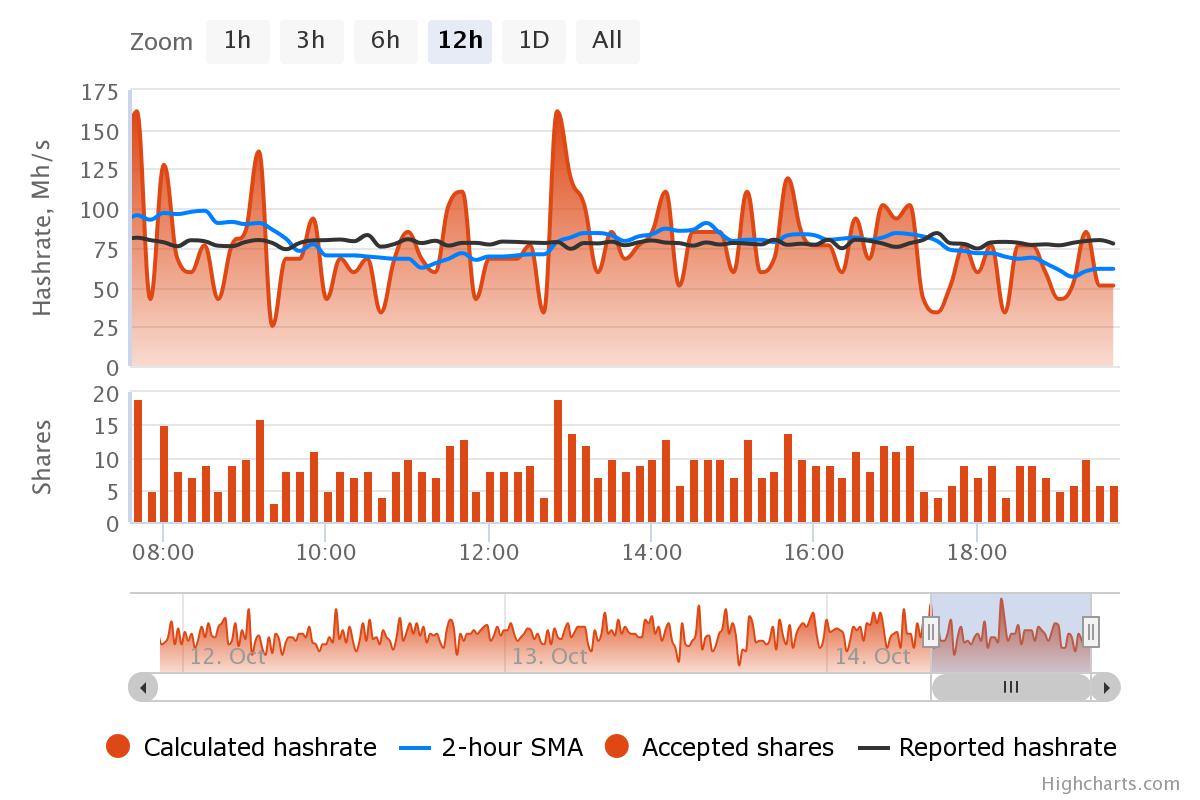 Zoom 1h 3h 6h 12h 1D All
175
150
125
100
75
50
25
0
Hashrate, Mh/s
20
15
10
5
0
Shares
08:00 10:00 12:00 14:00 16:00 18:00
12. Oct 13. Oct 14. Oct
Calculated hashrate 2-hour SMA Accepted shares Reported hashrate
Highcharts.com